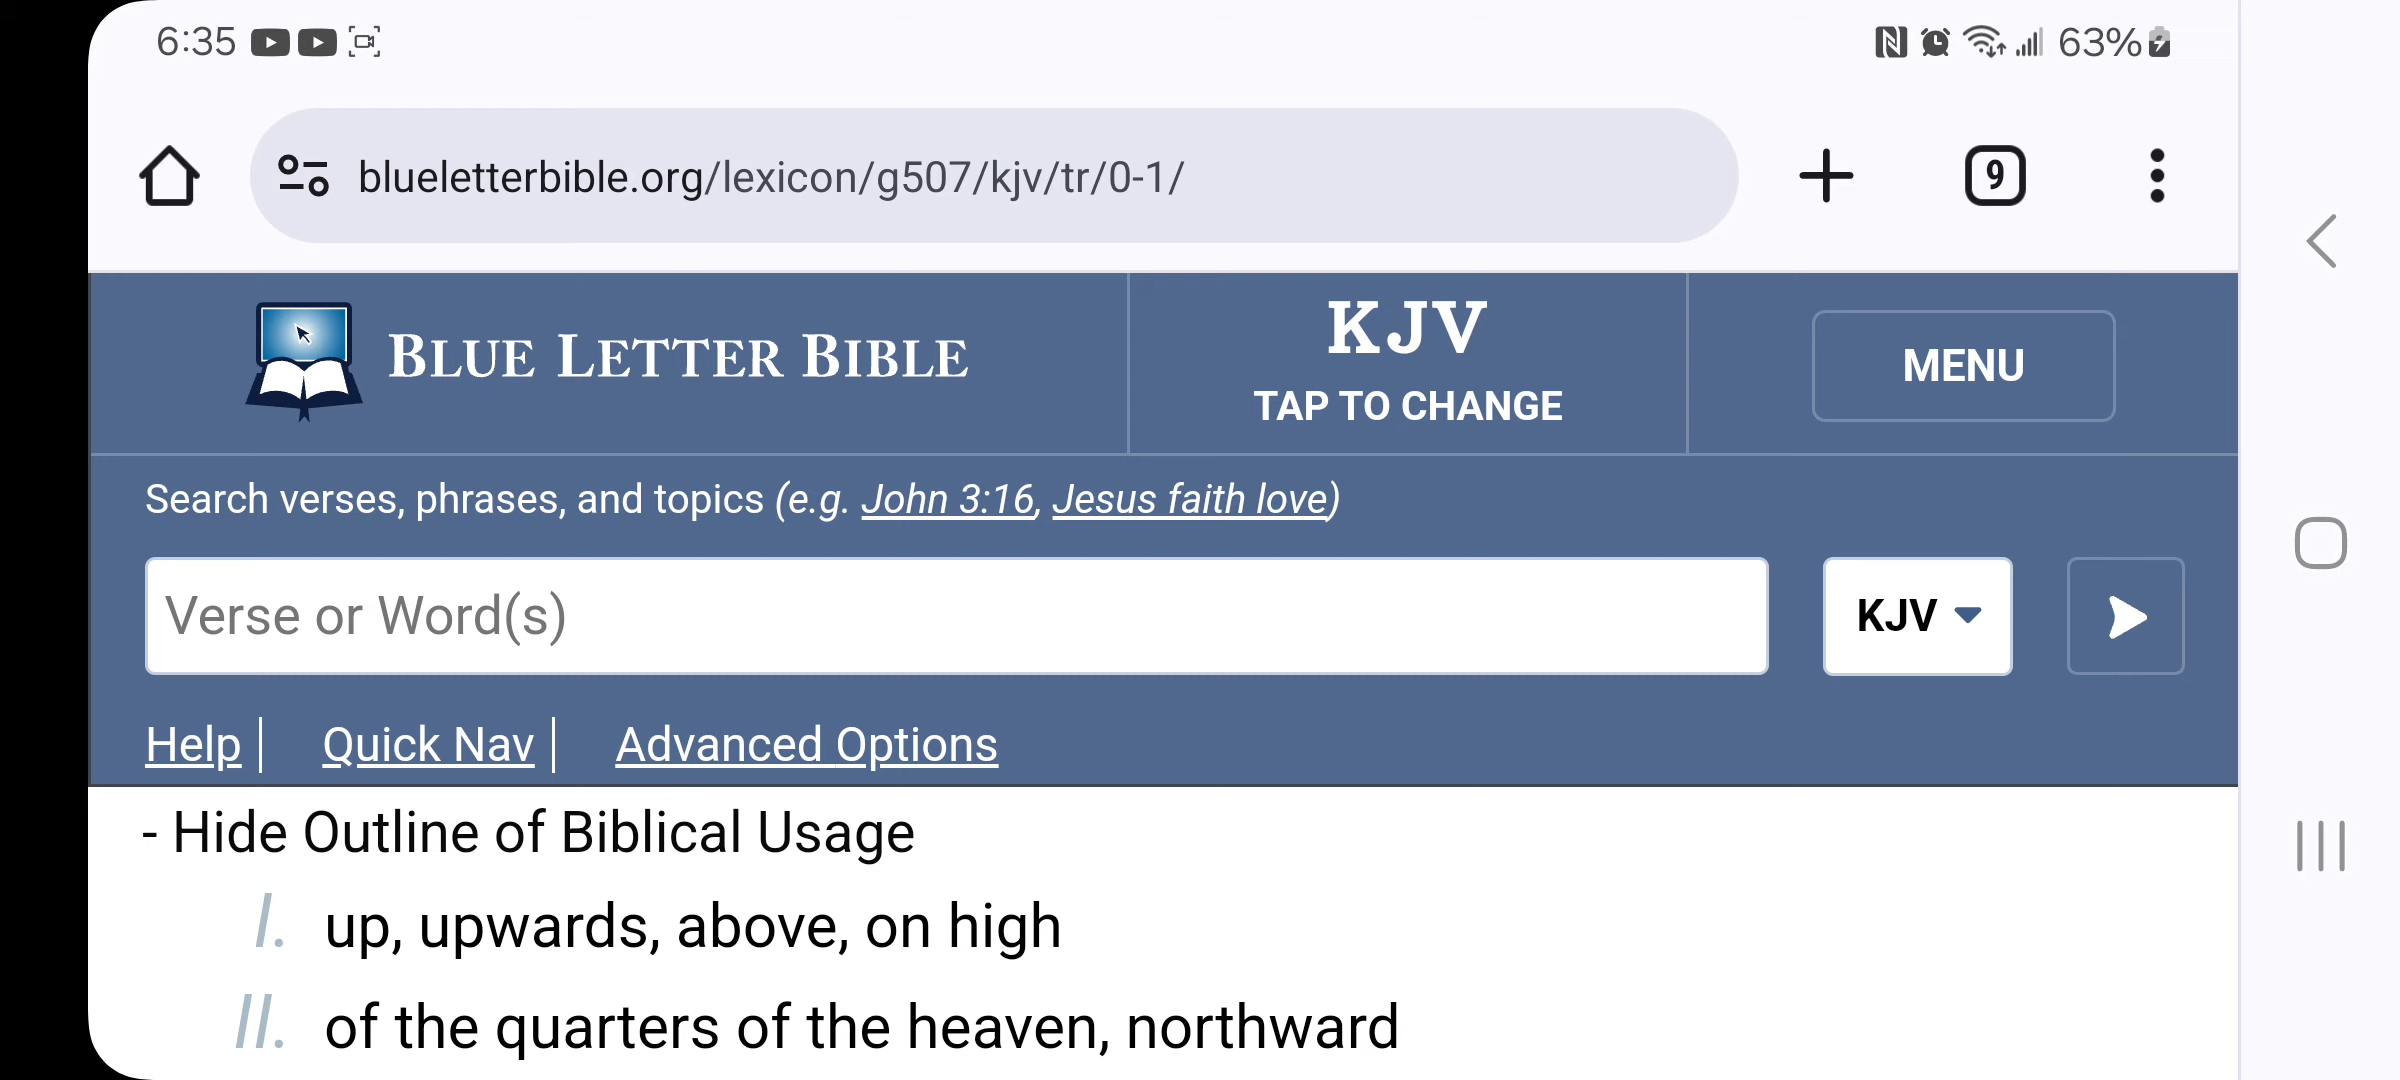 6:35 63%
blueletterbible.org/lexicon/g507/kjv/tr/0-1/ 9
BLUE LETTER BIBLE
KJV
TAP TO CHANGE
MENU
Search verses, phrases, and topics (e.g. John 3:16, Jesus faith love)
Verse or Word(s) KJV
Help | Quick Nav | Advanced Options
- Hide Outline of Biblical Usage
I. up, upwards, above, on high
II. of the quarters of the heaven, northward